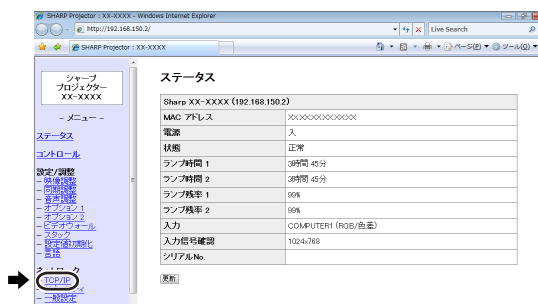 SHARP Projector : XX-XXXX - Windows Internet Explorer
http://192.168.150.2/
Live Search
SHARP Projector : XX-XXXX
ページ(P)
ツール(O)
シャープ
プロジェクター
XX-XXXX
- メニュー -
ステータス
コントロール
設定/調整
- 映像調整
- 同期調整
- 音声調整
- オプション 1
- オプション 2
- ビデオウォール
- スタック
- 設定値初期化
- 言語
ネットワーク
- TCP/IP
- 一般設定
ステータス
Sharp XX-XXXX (192.168.150.2)
MAC アドレス XXXXXXXXXXXX
電源 入
状態 正常
ランプ時間 1 3時間 45分
ランプ時間 2 3時間 45分
ランプ残率 1 99%
ランプ残率 2 99%
入力 COMPUTER1 (RGB/色差)
入力信号確認 1024x768
シリアルNo.
更新